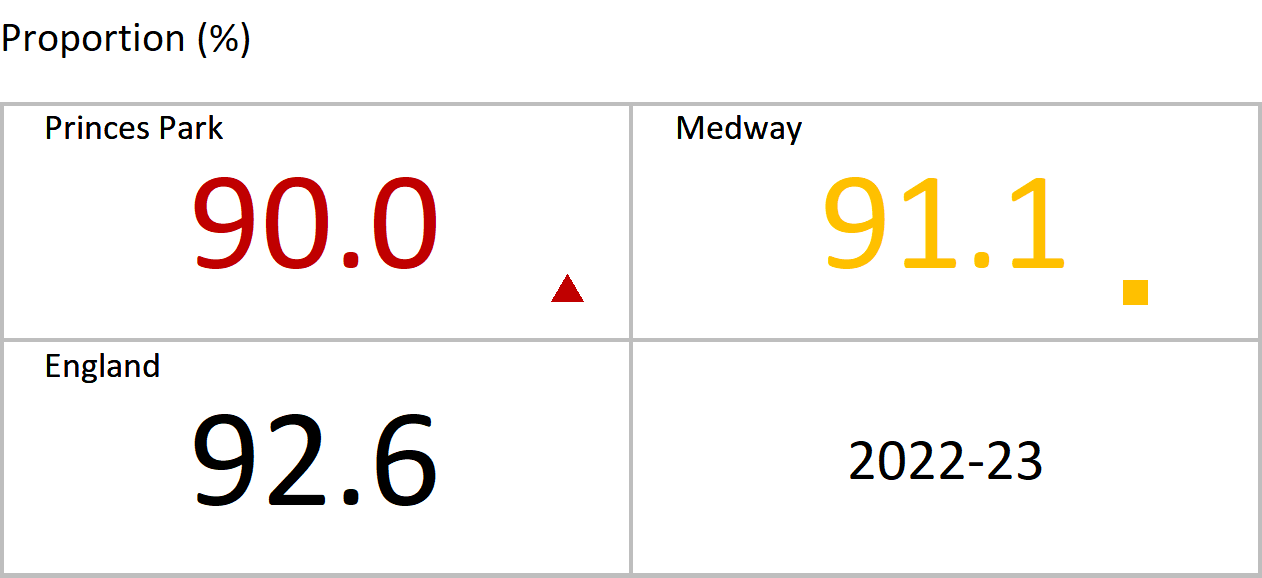 Proportion (%)
Princes Park
90.0
Medway
91.1
England
92.6
2022-23